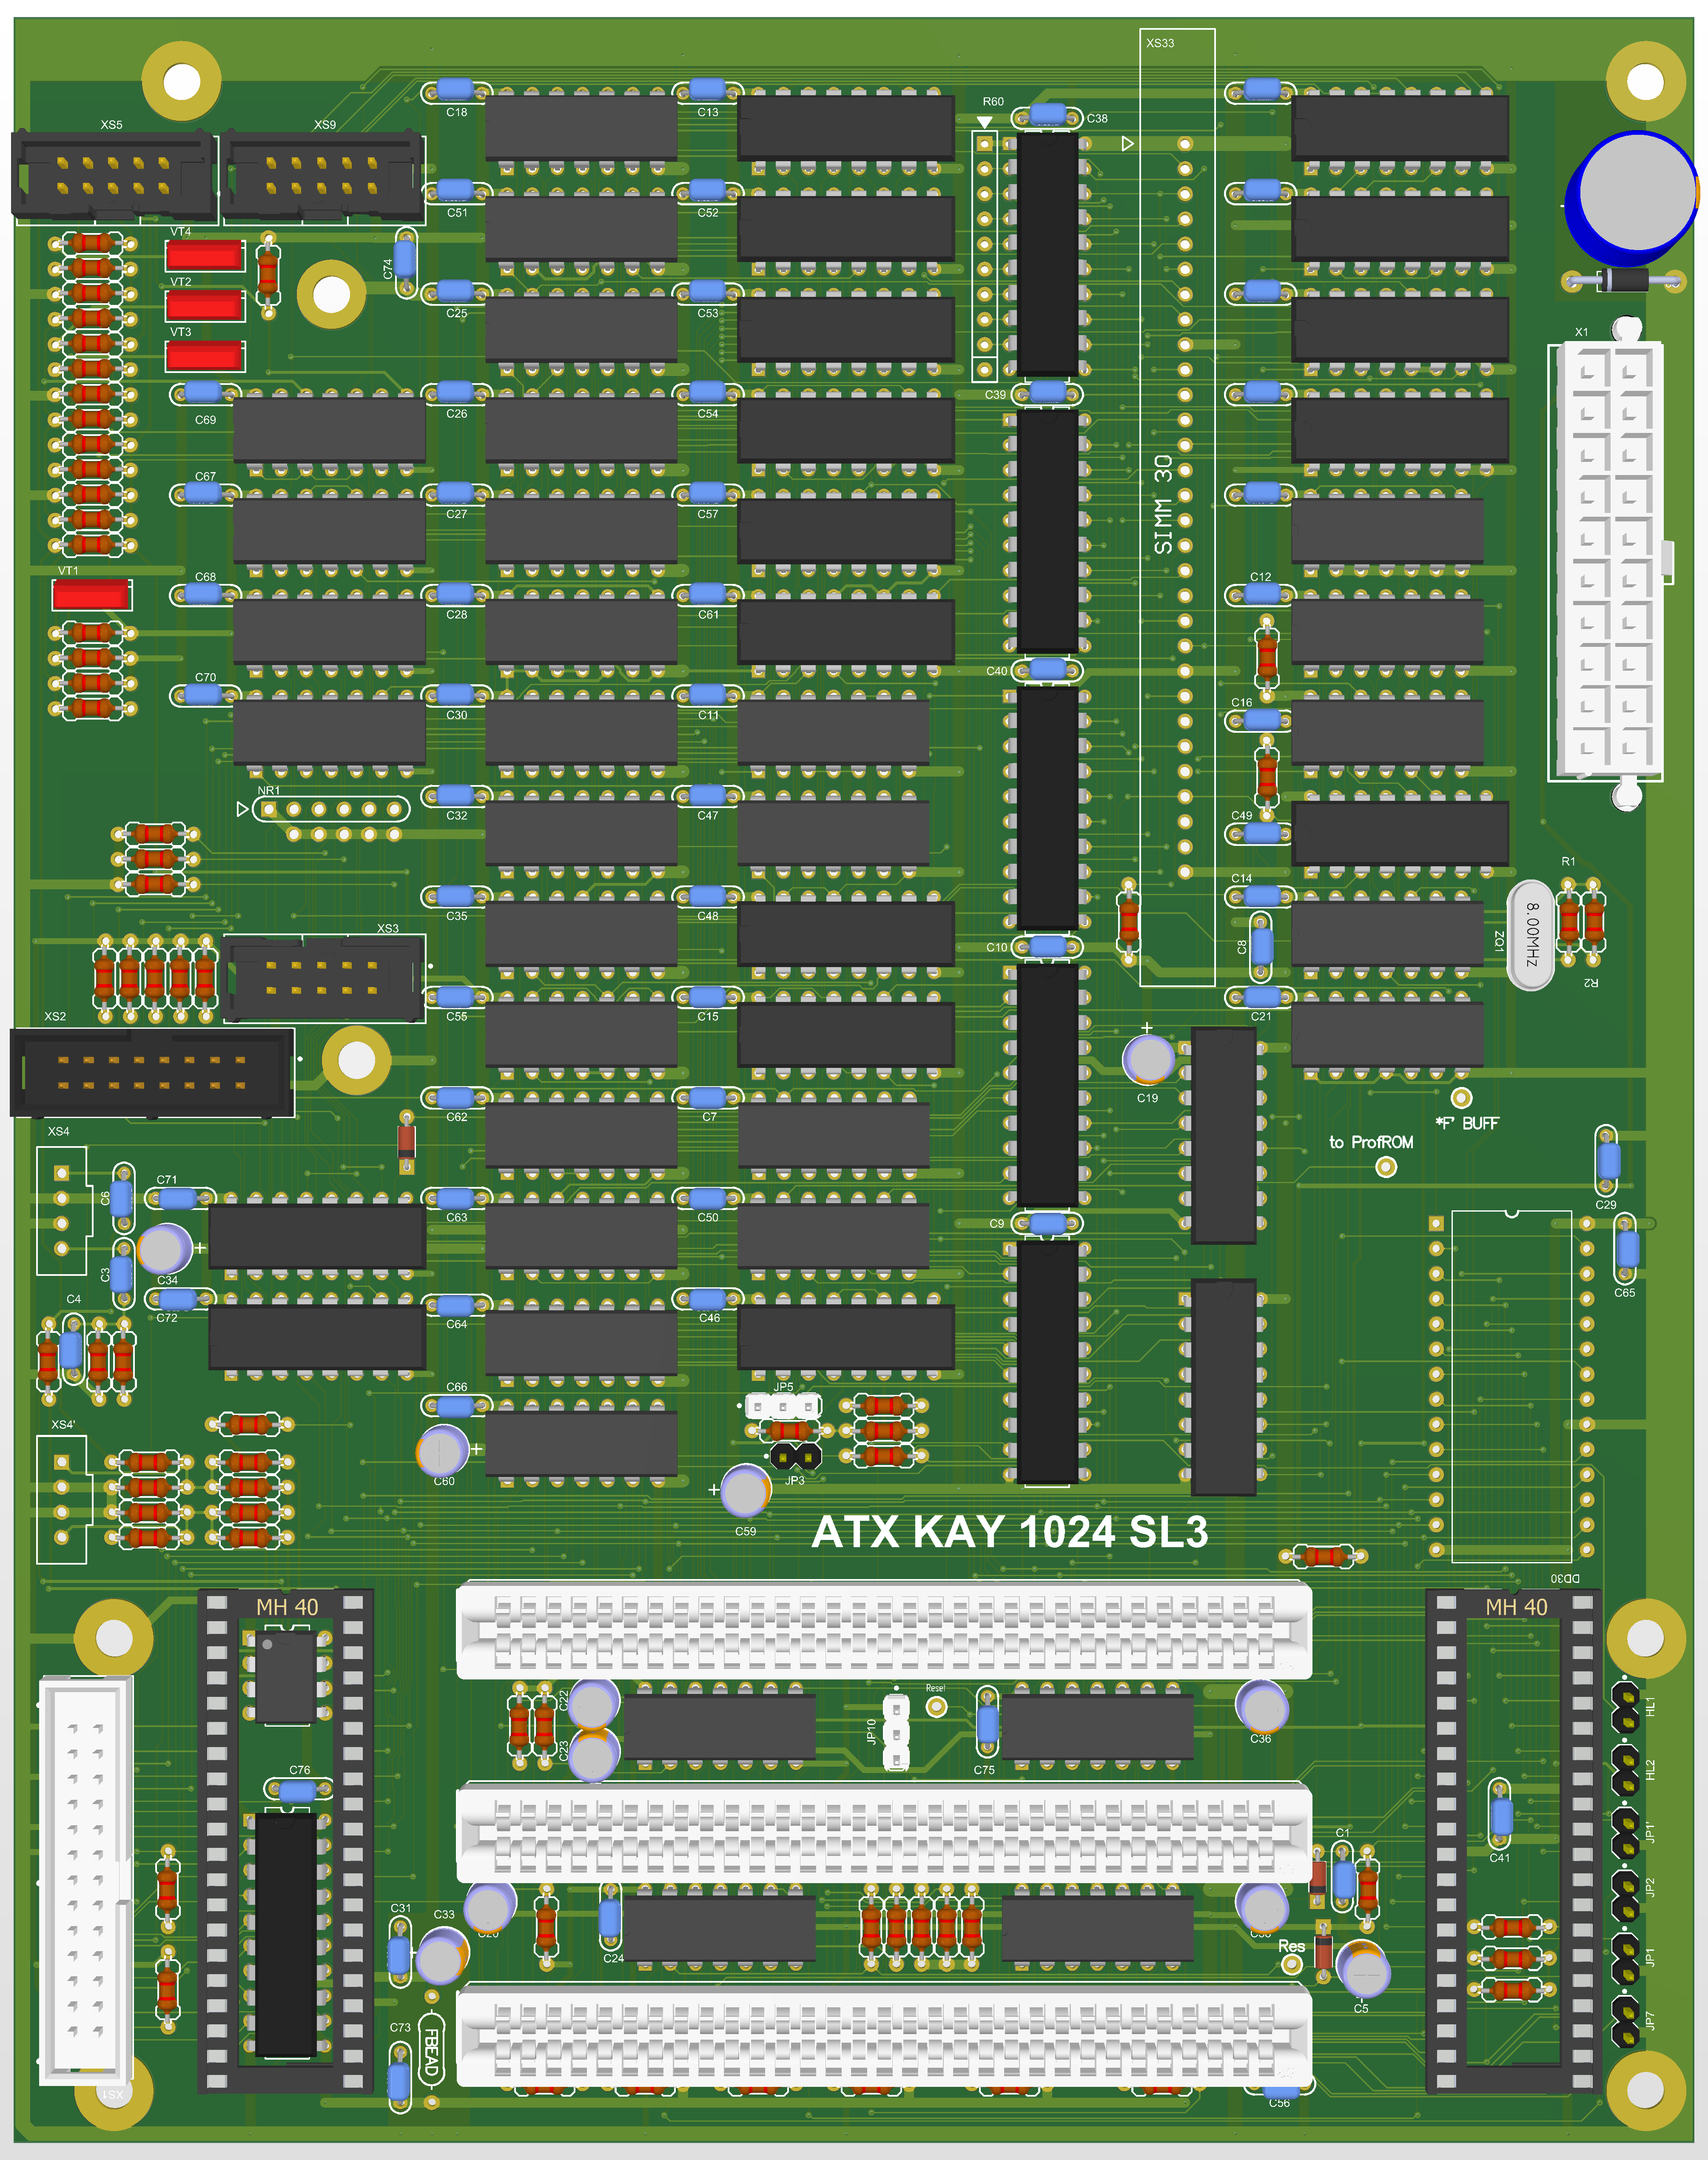 XS33
C18
C13
R60
C38
XS5
XS9
C51
C52
VT4
C74
VT2
C25
C53
VT3
X1
C69
C26
C54
C39
SIMM 30
C67
C27
C57
VT1
C68
C28
C61
C12
C40
C70
C30
C11
C16
NR1
C32
C47
C49
R1
C35
C48
C14
8.00MHz
ZQ1
XS3
C10
C8
R2
XS2
C55
C15
C21
C19
C62
C7
*F' BUFF
XS4
to ProfROM
C6
C71
C63
C50
C9
C29
C34
C3
C4
C72
C64
C46
C65
JP5
C66
XS4'
C60
JP3
C59
ATX KAY 1024 SL3
DD30
MH 40
MH 40
C22
Reset
JP10
HL1
C23
C36
C76
C75
HL2
C1
JP1'
C41
JP2
C31
C33
C24
Res
JP1
C5
C73
FBEAD
JP7
XS1
C56